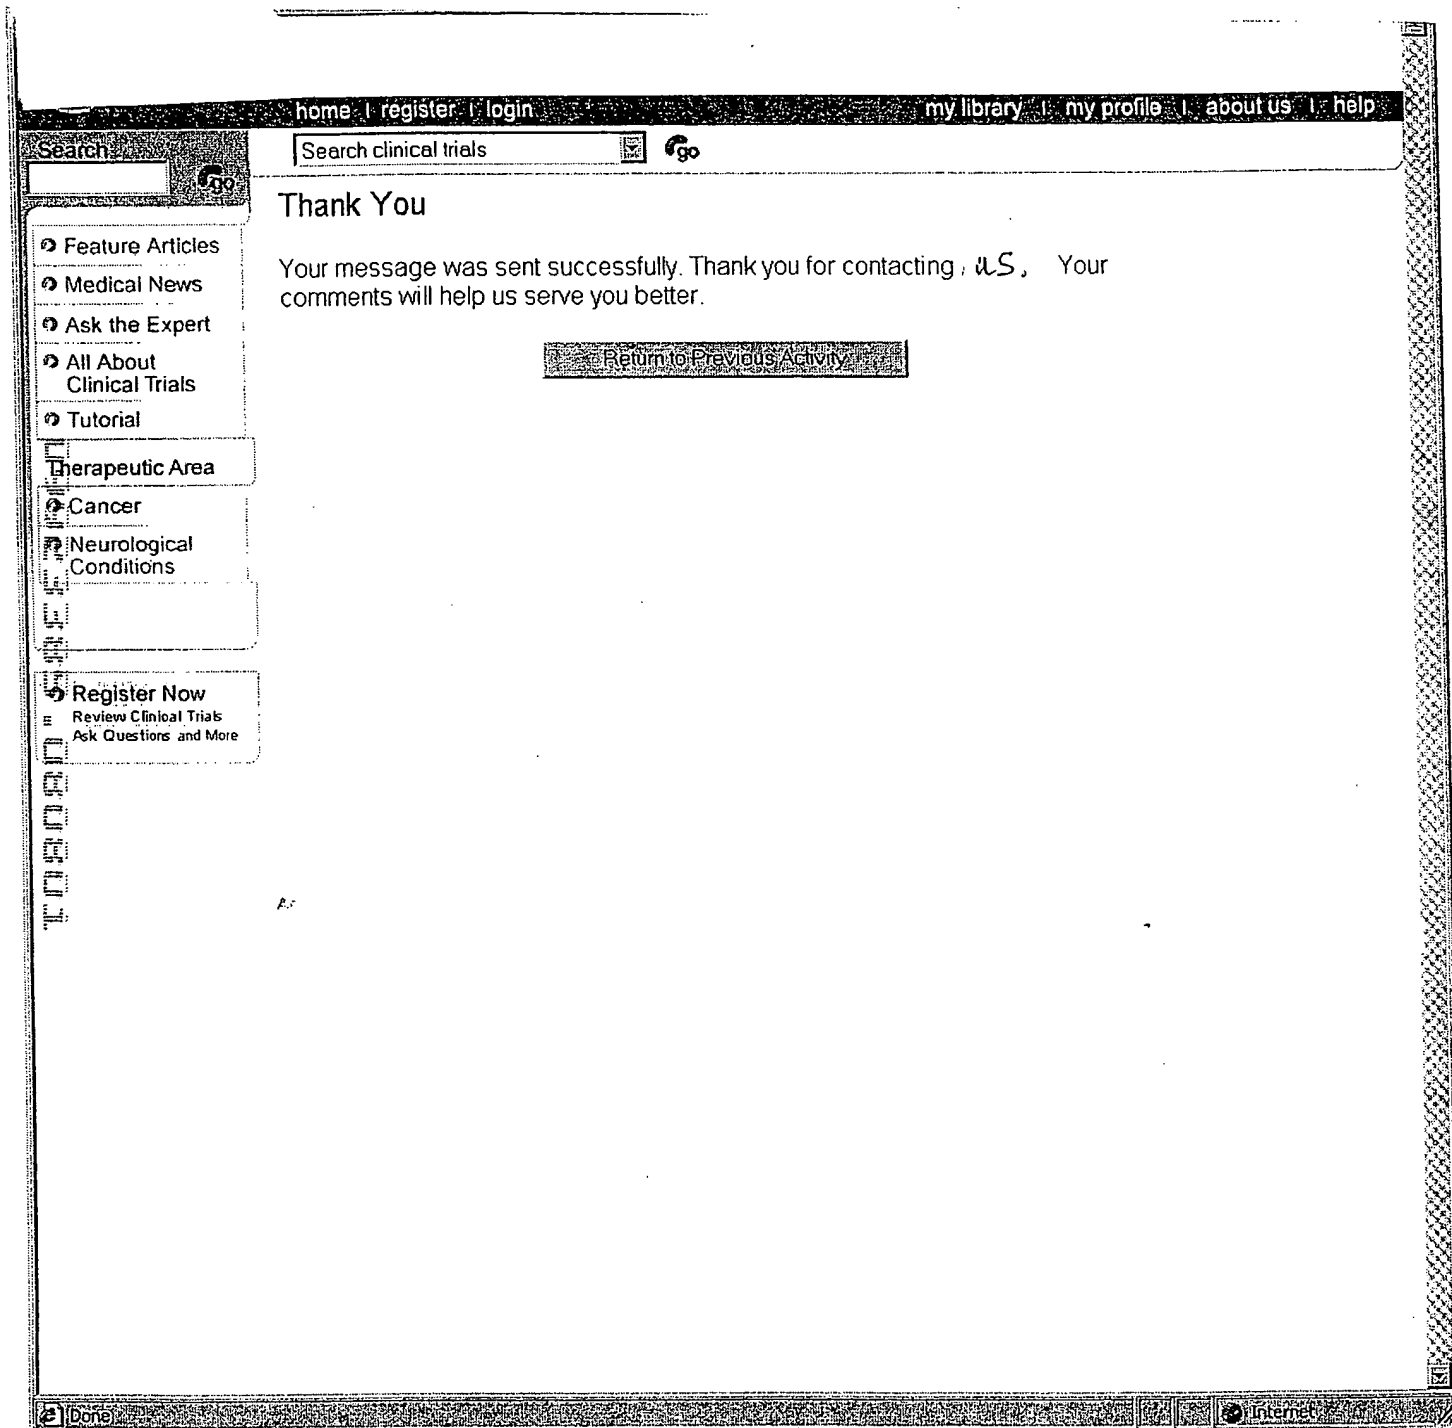 home | register | login my library | my profile | about us | help
Search
Search clinical trials go
go
Thank You
Your message was sent successfully. Thank you for contacting us. Your
comments will help us serve you better.
Return to Previous Activity
Feature Articles
Medical News
Ask the Expert
All About
Clinical Trials
Tutorial
Therapeutic Area
Cancer
Neurological
Conditions
Register Now
Review Clinical Trials
Ask Questions and More
Done Internet